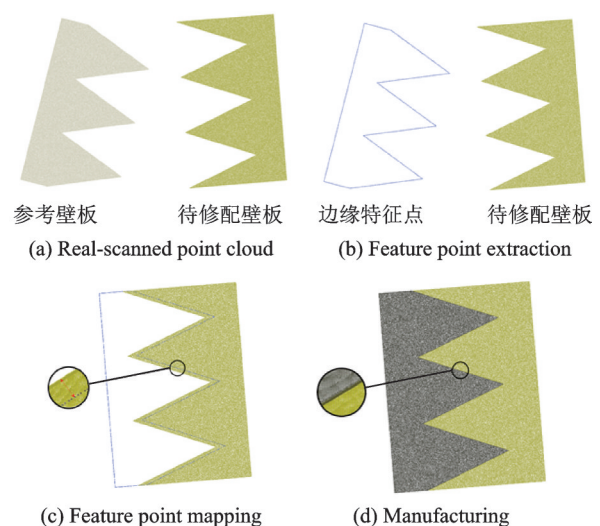 参考壁板
待修配壁板
边缘特征点
待修配壁板
(a) Real-scanned point cloud
(b) Feature point extraction
(c) Feature point mapping
(d) Manufacturing